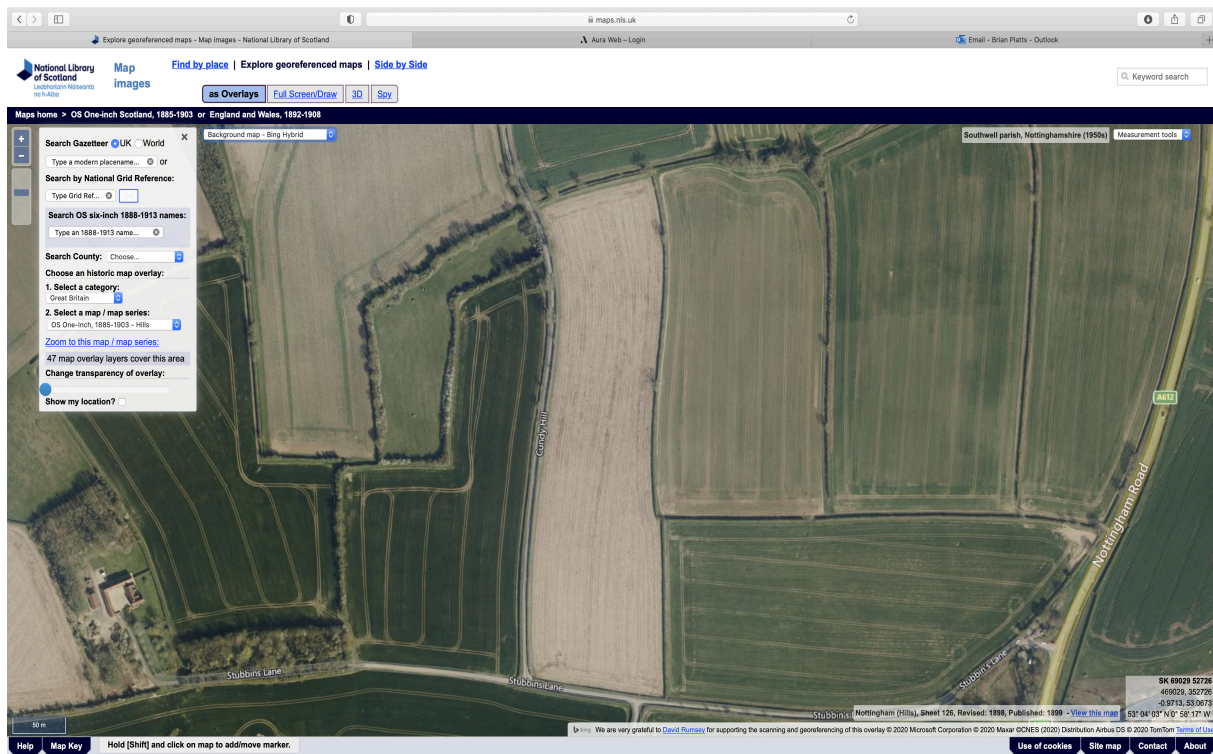 maps.nls.uk
Explore georeferenced maps - Map images - National Library of Scotland
Aura Web – Login
Email - Brian Platts - Outlook
National Library
of Scotland
Leabharlann Nàiseanta
na h-Alba
Map
images
Find by place | Explore georeferenced maps | Side by Side
as Overlays Full Screen/Draw 3D Spy
Keyword search
Maps home > OS One-inch Scotland, 1885-1903 or England and Wales, 1892-1908
+
-
Search Gazetteer UK World
Type a modern placename... or
Search by National Grid Reference:
Type Grid Ref...
Search OS six-inch 1888-1913 names:
Type an 1888-1913 name...
Search County: Choose...
Choose an historic map overlay:
1. Select a category:
Great Britain
2. Select a map / map series:
OS One-Inch, 1885-1903 - Hills
Zoom to this map / map series:
47 map overlay layers cover this area
Change transparency of overlay:
Show my location?
Background map - Bing Hybrid
Southwell parish, Nottinghamshire (1950s)
Measurement tools
A612
Cundy Hill
Nottingham Road
Stubbins Lane
Stubbins Lane
Stubbin's Lane
Stubbins
SK 69029 52726
469029, 352726
-0.9713, 53.0673
53° 04' 03" N 0° 58' 17" W
Nottingham (Hills), Sheet 126, Revised: 1898, Published: 1899 - View this map
50 m
bing We are very grateful to David Rumsey for supporting the scanning and georeferencing of this overlay © 2020 Microsoft Corporation © 2020 Maxar ©CNES (2020) Distribution Airbus DS © 2020 TomTom Terms of Use
Help Map Key Hold [Shift] and click on map to add/move marker.
Use of cookies Site map Contact About